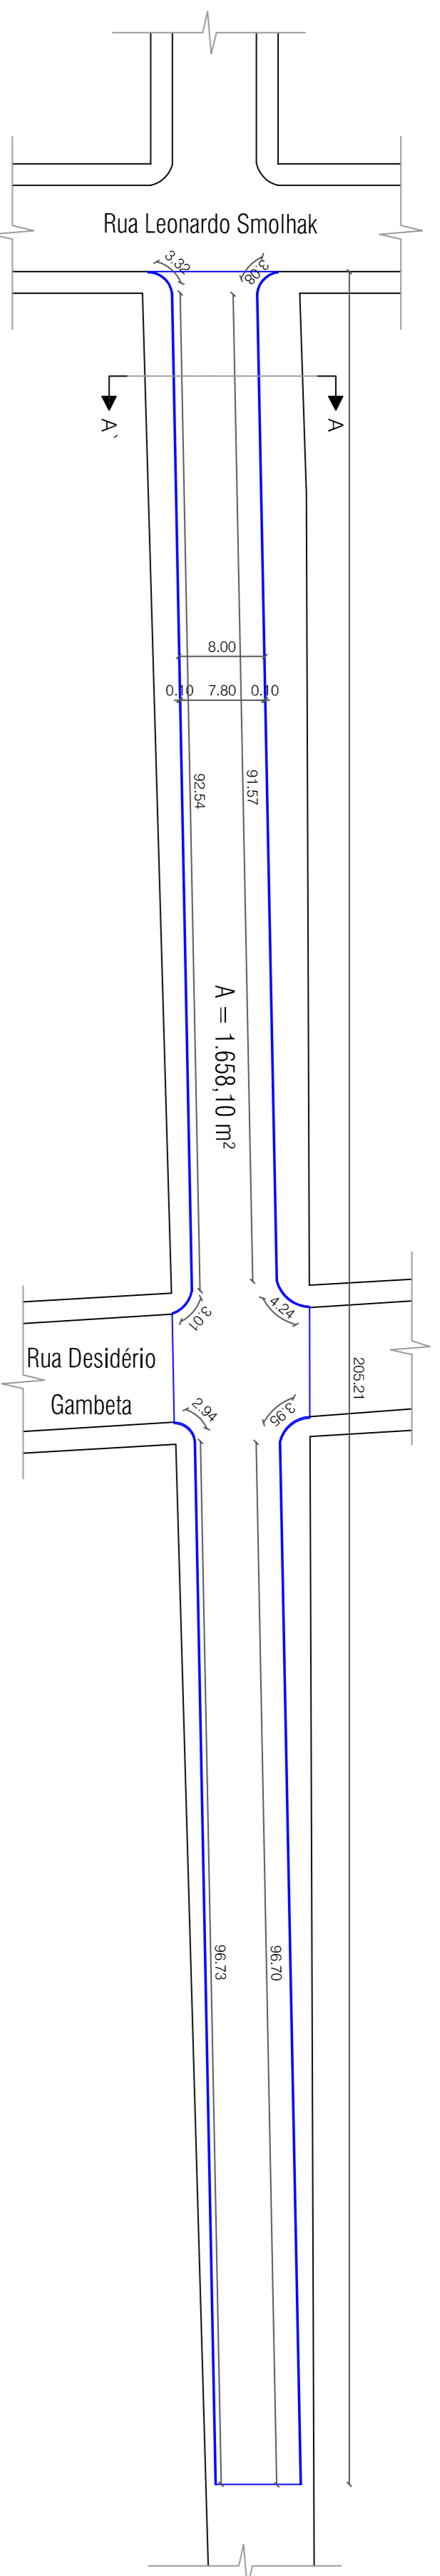 Rua Leonardo Smolhak
3.32
3.08
A`
A
8.00
0.10 7.80 0.10
92.54
91.57
A = 1.658,10 m²
3.01
4.24
Rua Desidério
Gambeta
205.21
2.94
3.95
96.73
96.70